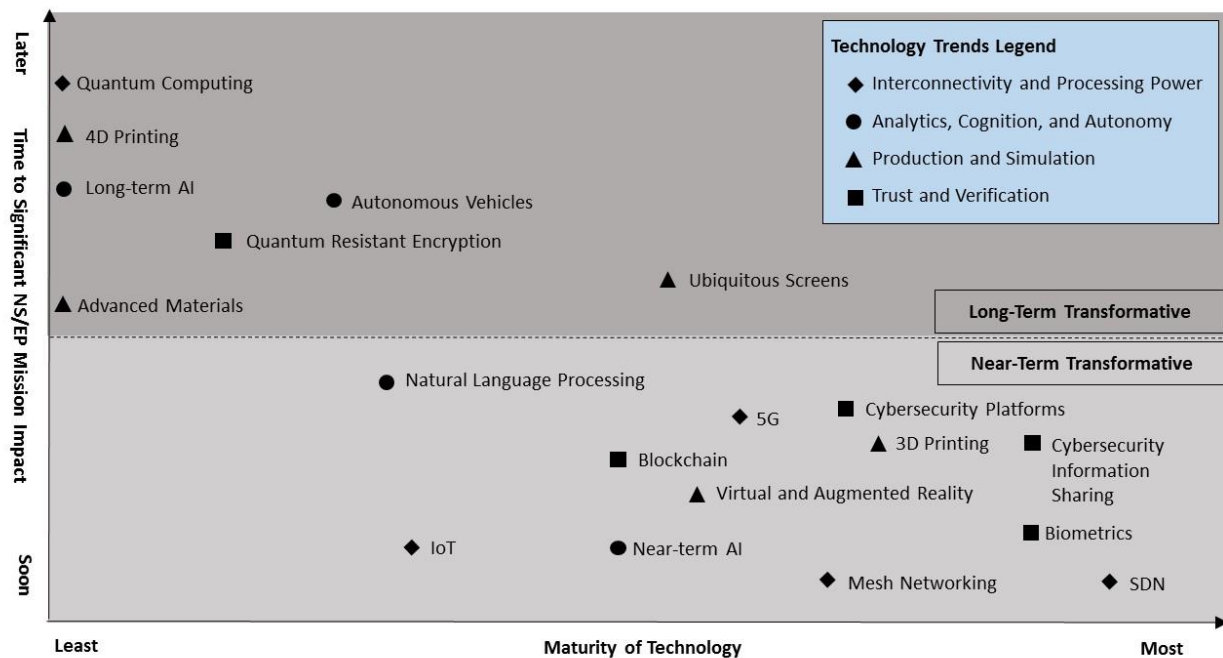 Later
Time to Significant NS/EP Mission Impact
Soon
Technology Trends Legend
Interconnectivity and Processing Power
Analytics, Cognition, and Autonomy
Production and Simulation
Trust and Verification
Quantum Computing
4D Printing
Long-term AI
Autonomous Vehicles
Quantum Resistant Encryption
Ubiquitous Screens
Advanced Materials
Long-Term Transformative
Near-Term Transformative
Natural Language Processing
5G
Cybersecurity Platforms
3D Printing
Cybersecurity
Information
Sharing
Blockchain
Virtual and Augmented Reality
Biometrics
IoT
Near-term AI
Mesh Networking
SDN
Least
Maturity of Technology
Most